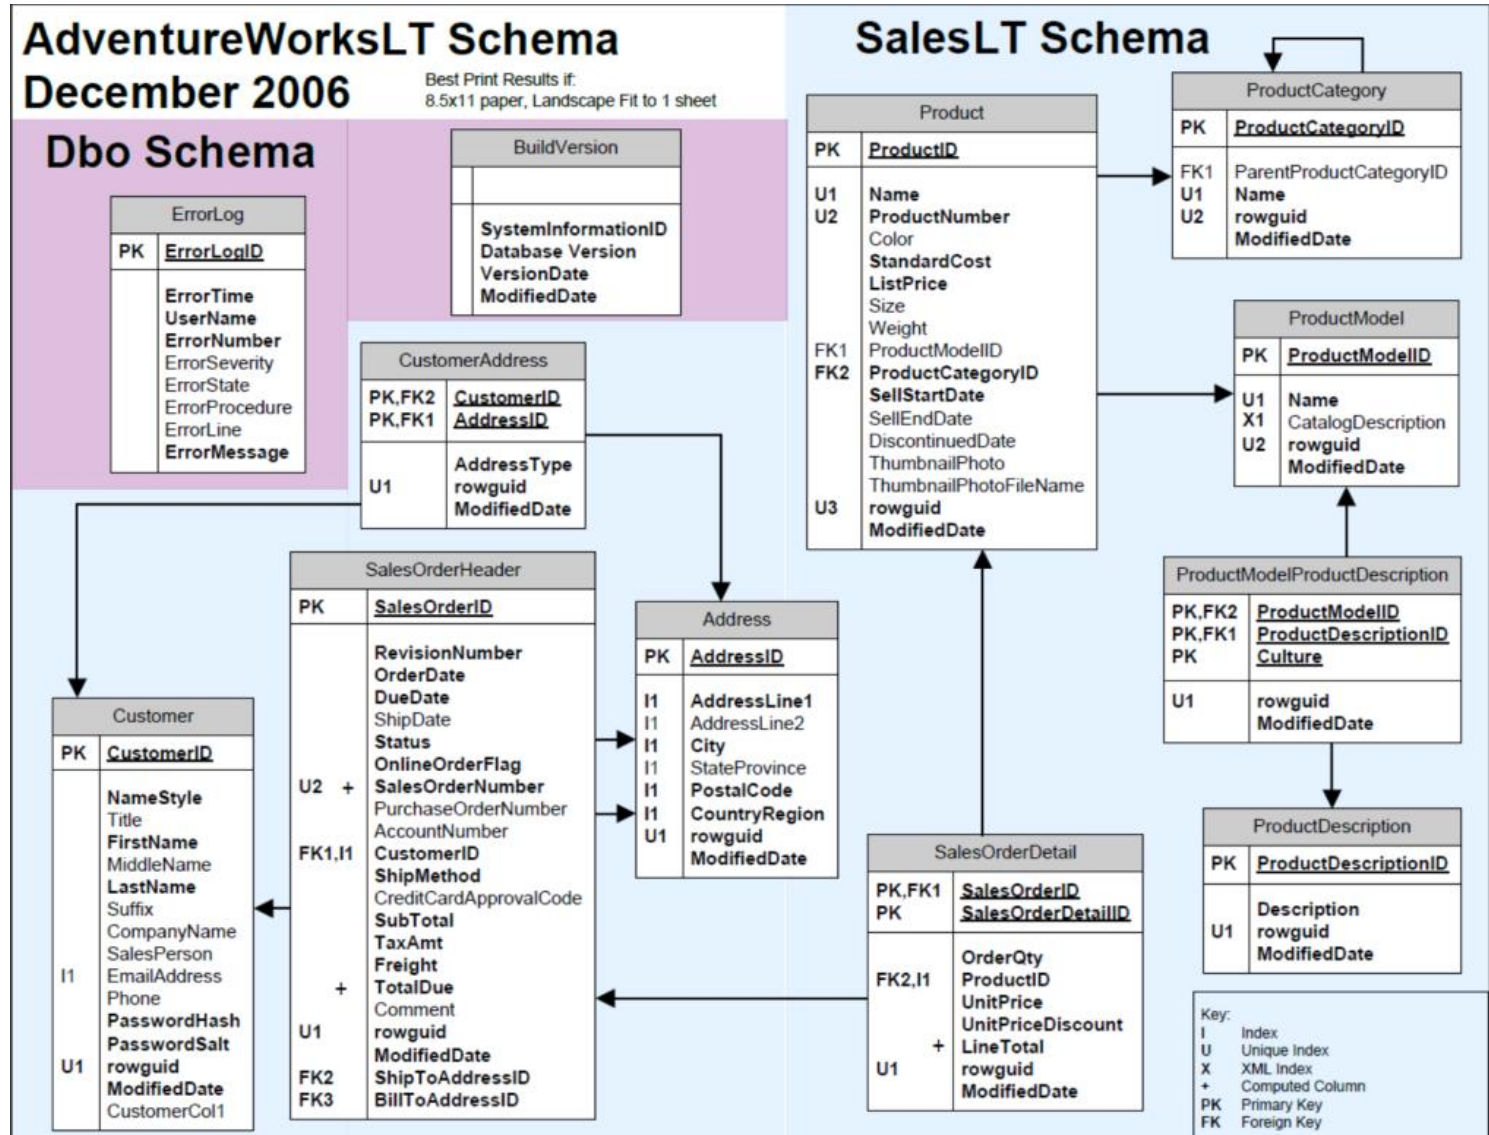 AdventureWorksLT Schema
December 2006
Best Print Results if:
8.5x11 paper, Landscape Fit to 1 sheet
SalesLT Schema
Dbo Schema
ErrorLog
PK ErrorLogID
ErrorTime
UserName
ErrorNumber
ErrorSeverity
ErrorState
ErrorProcedure
ErrorLine
ErrorMessage
BuildVersion
SystemInformationID
Database Version
VersionDate
ModifiedDate
Product
PK ProductID
U1 Name
U2 ProductNumber
Color
StandardCost
ListPrice
Size
Weight
FK1 ProductModelID
FK2 ProductCategoryID
SellStartDate
SellEndDate
DiscontinuedDate
ThumbnailPhoto
ThumbnailPhotoFileName
U3 rowguid
ModifiedDate
ProductCategory
PK ProductCategoryID
FK1 ParentProductCategoryID
U1 Name
U2 rowguid
ModifiedDate
ProductModel
PK ProductModelID
U1 Name
X1 CatalogDescription
U2 rowguid
ModifiedDate
CustomerAddress
PK,FK2 CustomerID
PK,FK1 AddressID
AddressType
U1 rowguid
ModifiedDate
SalesOrderHeader
PK SalesOrderID
RevisionNumber
OrderDate
DueDate
ShipDate
Status
OnlineOrderFlag
U2 + SalesOrderNumber
PurchaseOrderNumber
AccountNumber
FK1,I1 CustomerID
ShipMethod
CreditCardApprovalCode
SubTotal
TaxAmt
Freight
+ TotalDue
Comment
U1 rowguid
ModifiedDate
FK2 ShipToAddressID
FK3 BillToAddressID
Address
PK AddressID
I1 AddressLine1
I1 AddressLine2
I1 City
I1 StateProvince
I1 PostalCode
I1 CountryRegion
U1 rowguid
ModifiedDate
ProductModelProductDescription
PK,FK2 ProductModelID
PK,FK1 ProductDescriptionID
PK Culture
U1 rowguid
ModifiedDate
Customer
PK CustomerID
NameStyle
Title
FirstName
MiddleName
LastName
Suffix
CompanyName
SalesPerson
I1 EmailAddress
Phone
PasswordHash
PasswordSalt
U1 rowguid
ModifiedDate
CustomerCol1
SalesOrderDetail
PK,FK1 SalesOrderID
PK SalesOrderDetailID
OrderQty
FK2,I1 ProductID
UnitPrice
UnitPriceDiscount
+ LineTotal
U1 rowguid
ModifiedDate
ProductDescription
PK ProductDescriptionID
Description
U1 rowguid
ModifiedDate
Key:
I Index
U Unique Index
X XML Index
+ Computed Column
PK Primary Key
FK Foreign Key